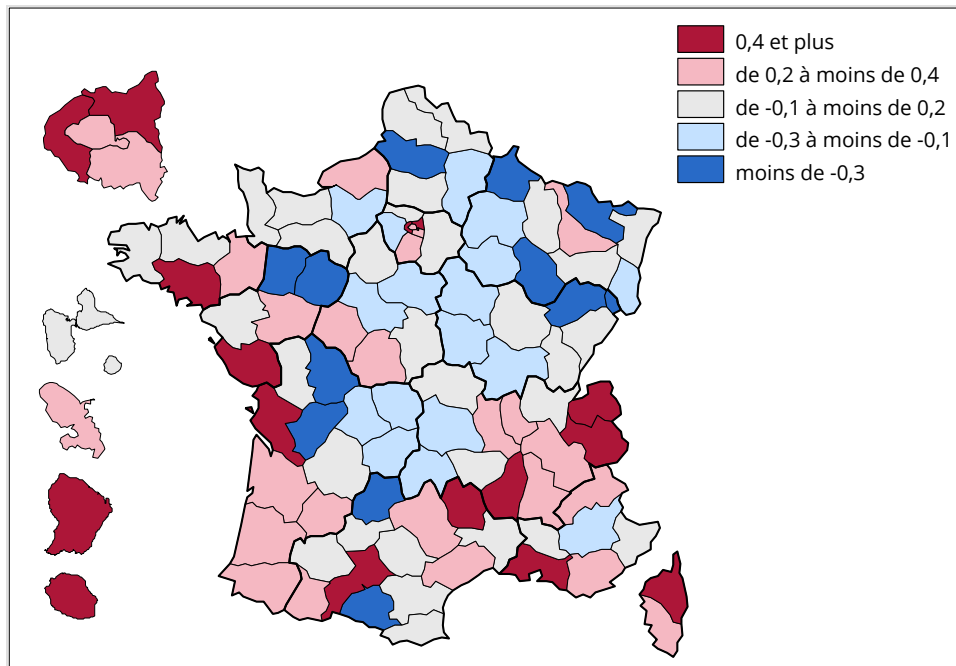 0,4 et plus
de 0,2 à moins de 0,4
de -0,1 à moins de 0,2
de -0,3 à moins de -0,1
moins de -0,3